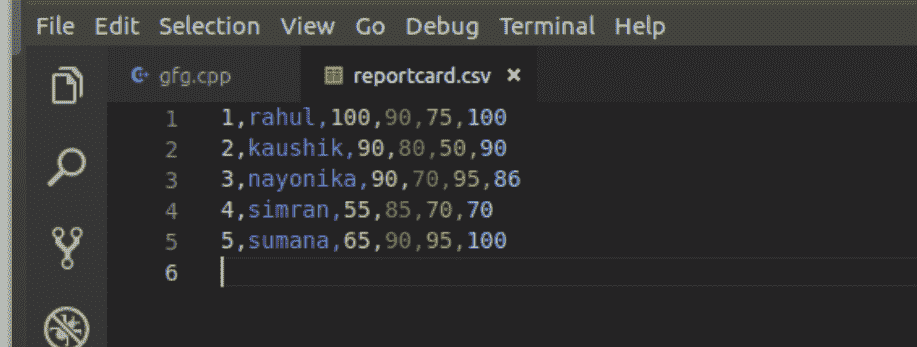 File Edit Selection View Go Debug Terminal Help
gfg.cpp reportcard.csv ×
1 1,rahul,100,90,75,100
2 2,kaushik,90,80,50,90
3 3,nayonika,90,70,95,86
4 4,simran,55,85,70,70
5 5,sumana,65,90,95,100
6